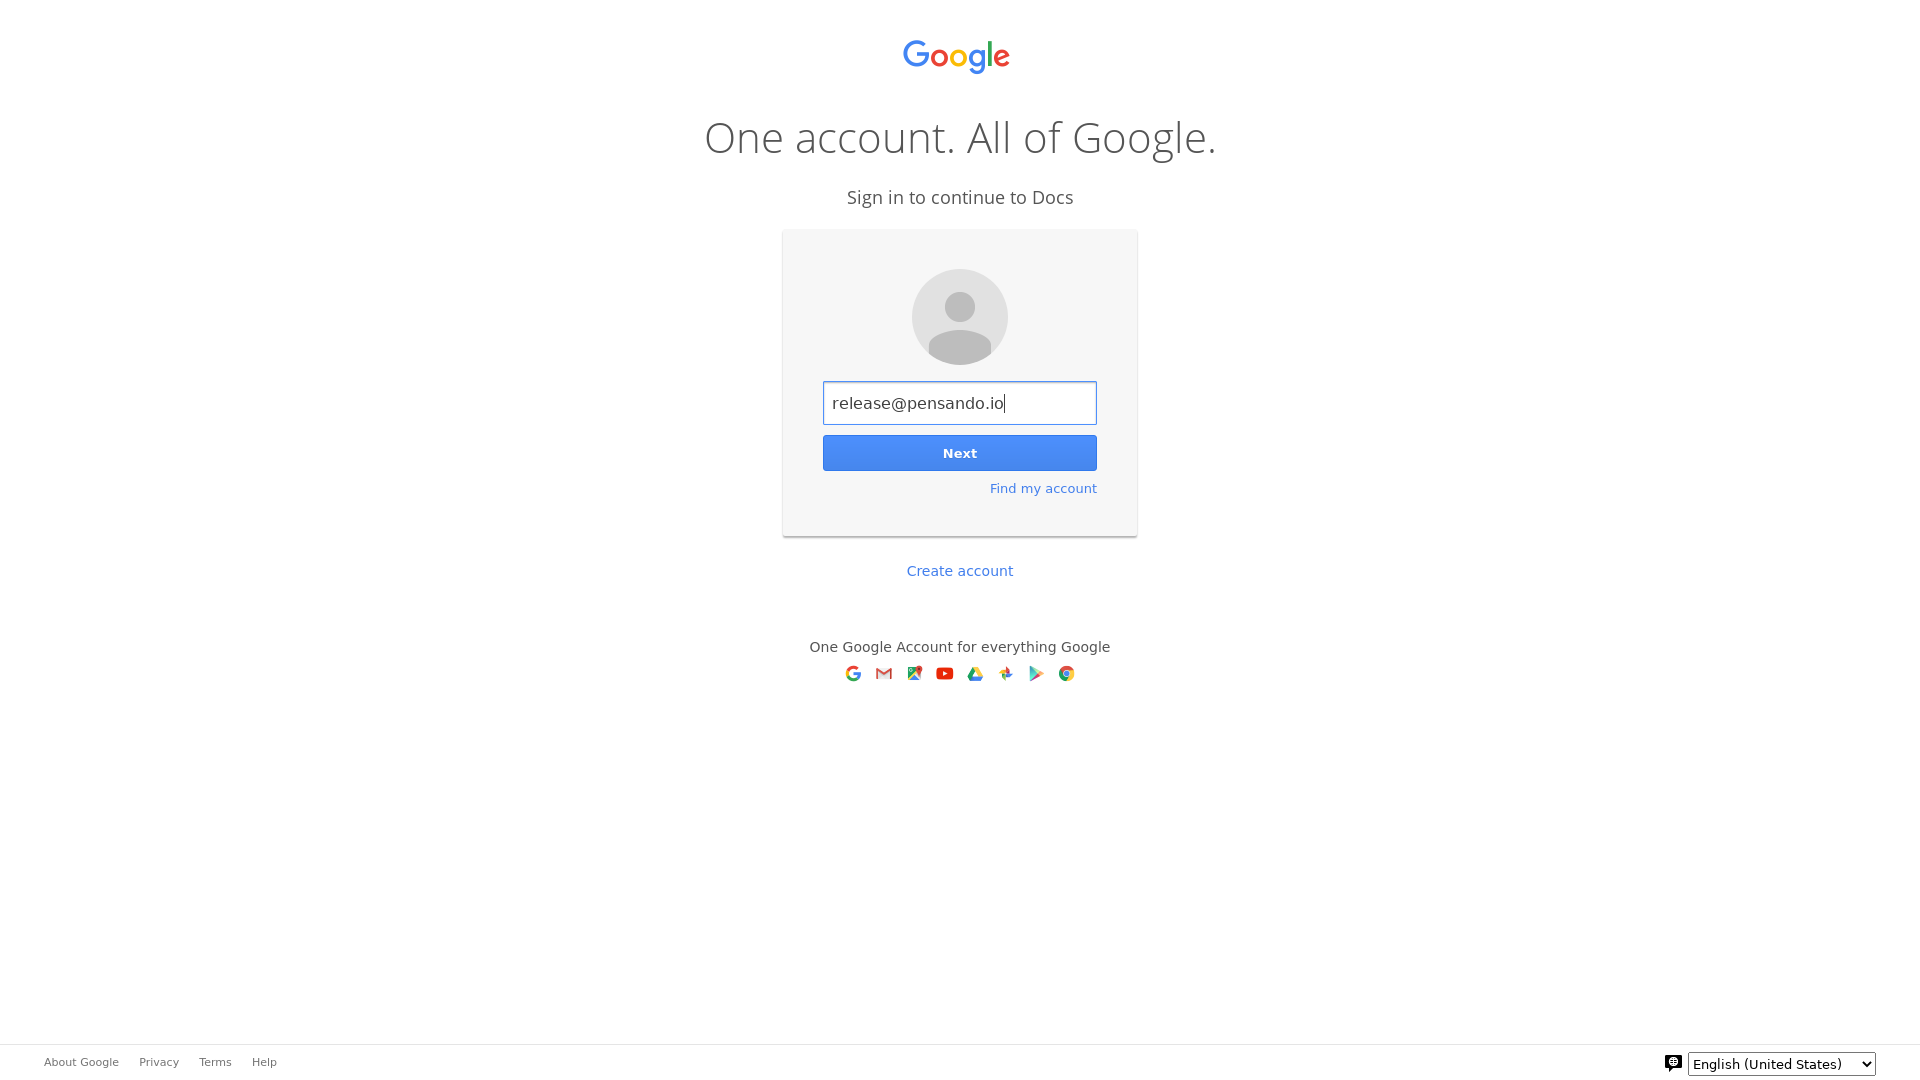 Google
One account. All of Google.
Sign in to continue to Docs
release@pensando.io
Next
Find my account
Create account
One Google Account for everything Google
About Google Privacy Terms Help English (United States)